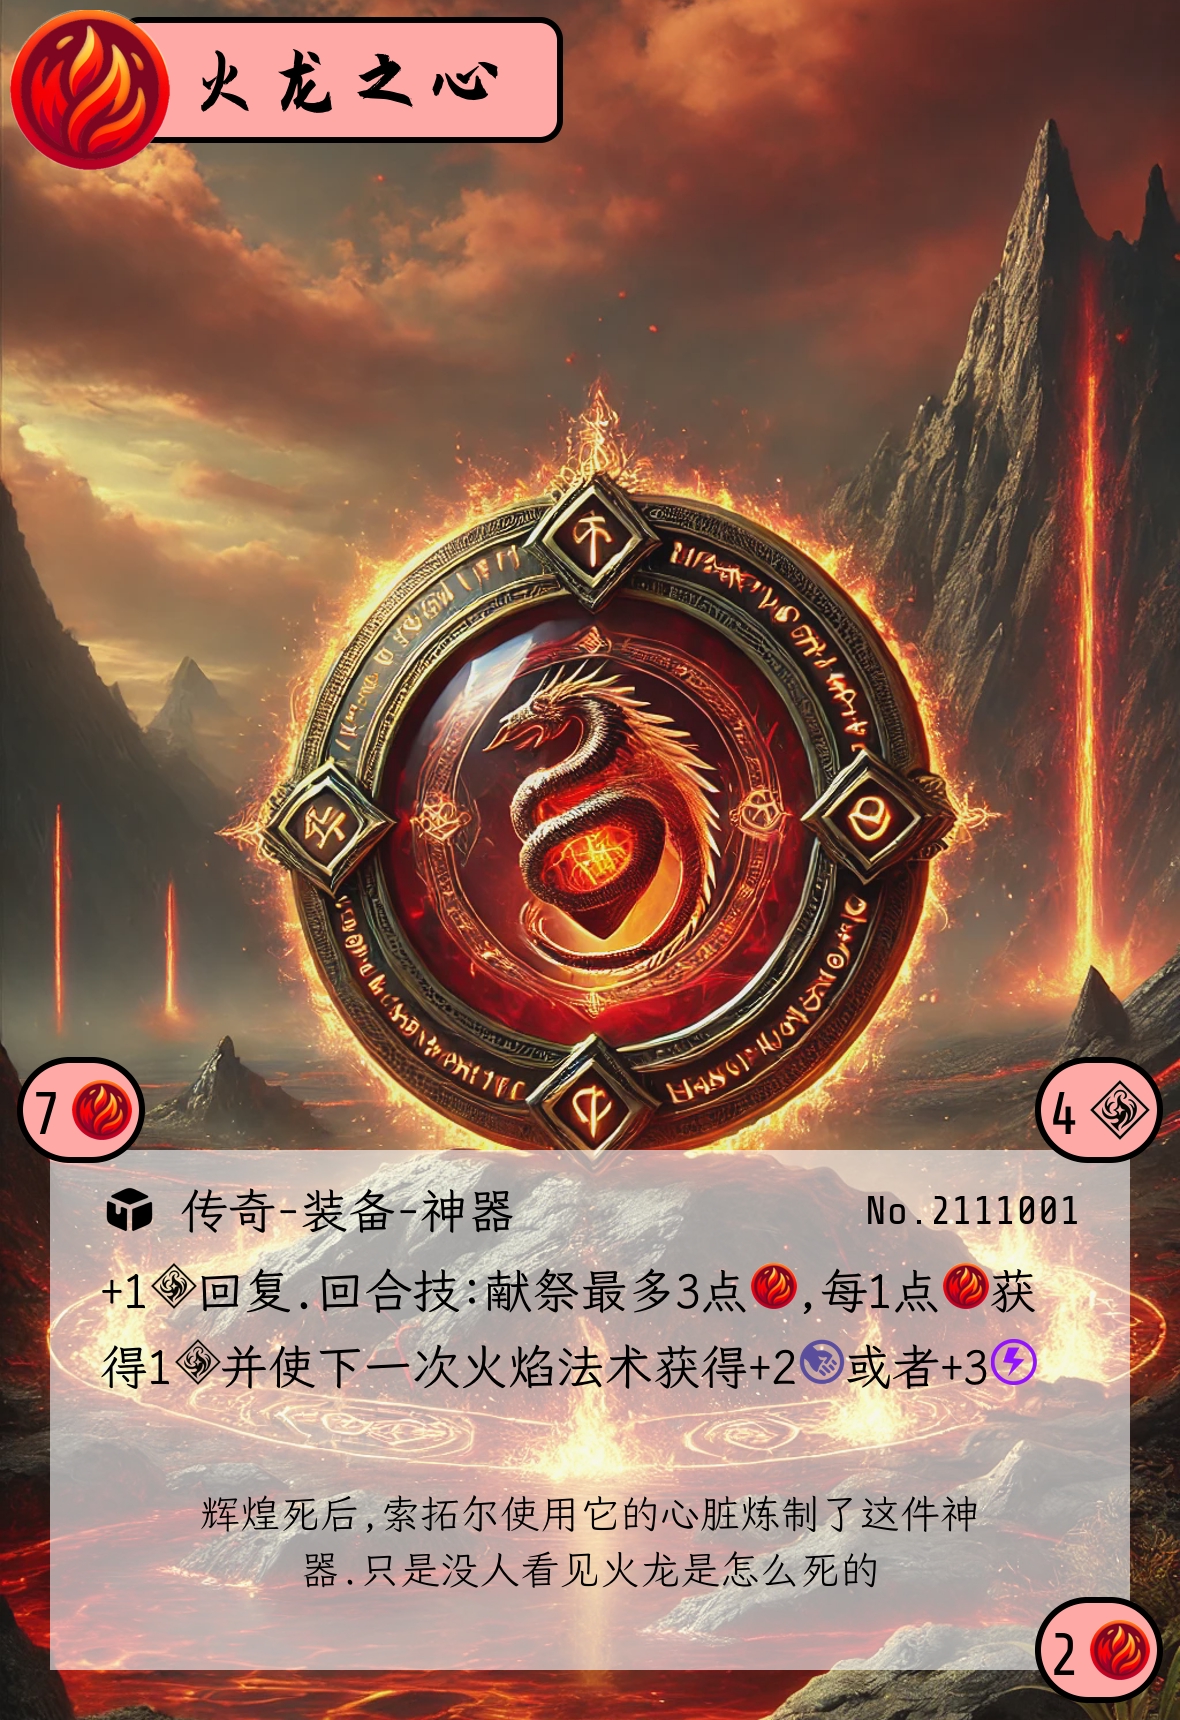 火龙之心
7
4
传奇-装备-神器
No.2111001
+1回复.回合技:献祭最多3点,每1点获
得1并使下一次火焰法术获得+2或者+3
辉煌死后,索拓尔使用它的心脏炼制了这件神
器.只是没人看见火龙是怎么死的
2